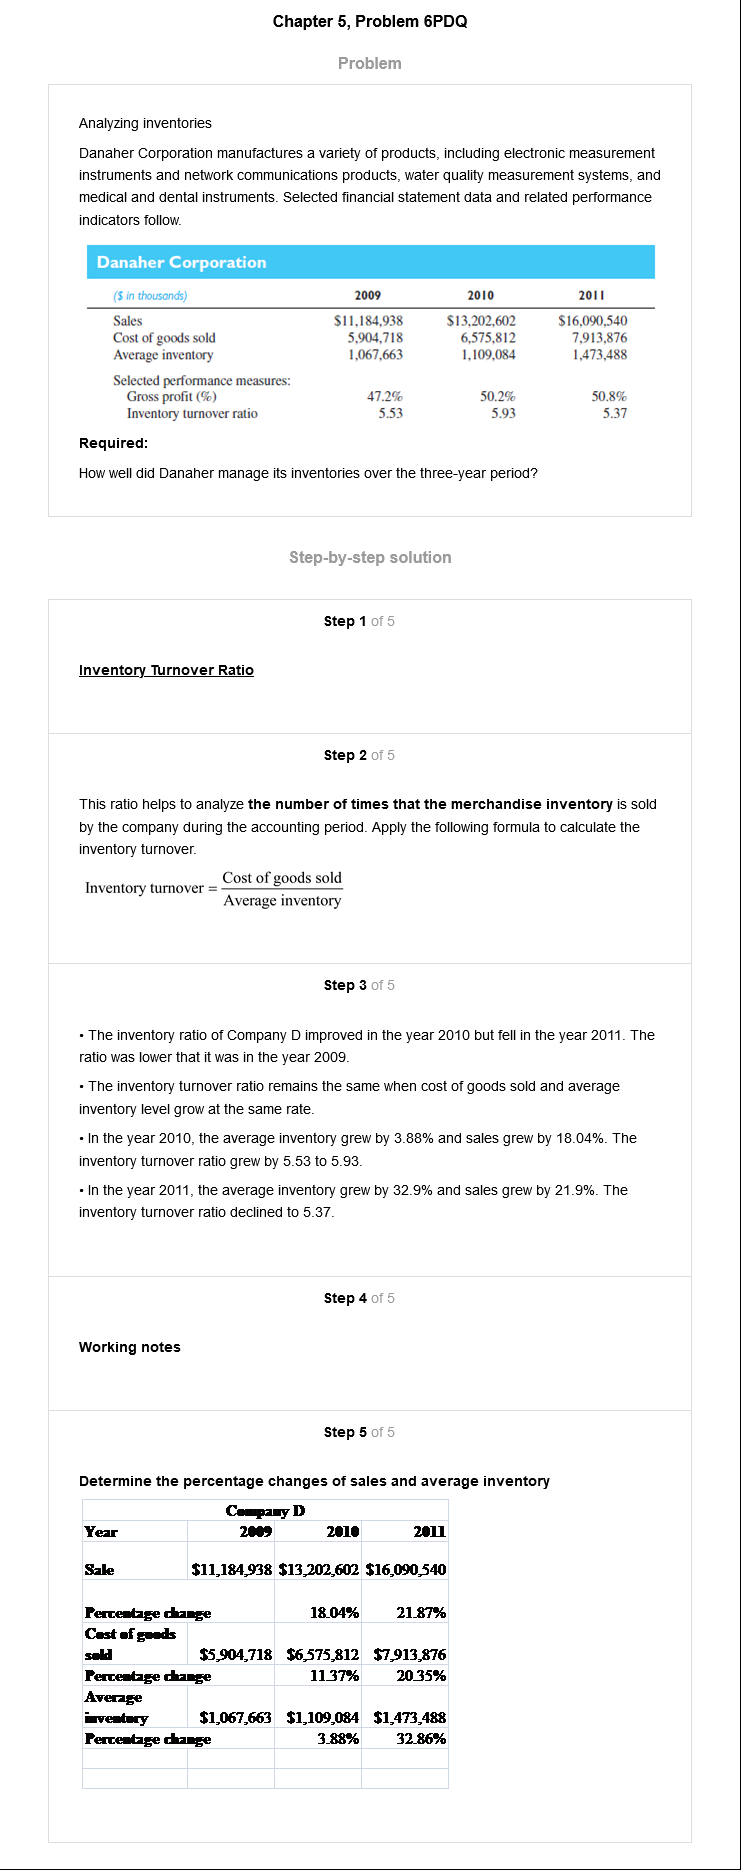 Chapter 5, Problem 6PDQ
Problem
Analyzing inventories
Danaher Corporation manufactures a variety of products, including electronic measurement
instruments and network communications products, water quality measurement systems, and
medical and dental instruments. Selected financial statement data and related performance
indicators follow.
Danaher Corporation
($ in thousands) 2009 2010 2011
Sales $11,184,938 $13,202,602 $16,090,540
Cost of goods sold 5,904,718 6,575,812 7,913,876
Average inventory 1,067,663 1,109,084 1,473,488
Selected performance measures:
Gross profit (%) 47.2% 50.2% 50.8%
Inventory turnover ratio 5.53 5.93 5.37
Required:
How well did Danaher manage its inventories over the three-year period?
Step-by-step solution
Step 1 of 5
Inventory Turnover Ratio
Step 2 of 5
This ratio helps to analyze the number of times that the merchandise inventory is sold
by the company during the accounting period. Apply the following formula to calculate the
inventory turnover.
Inventory turnover = Cost of goods sold
Average inventory
Step 3 of 5
• The inventory ratio of Company D improved in the year 2010 but fell in the year 2011. The
ratio was lower that it was in the year 2009.
• The inventory turnover ratio remains the same when cost of goods sold and average
inventory level grow at the same rate.
• In the year 2010, the average inventory grew by 3.88% and sales grew by 18.04%. The
inventory turnover ratio grew by 5.53 to 5.93.
• In the year 2011, the average inventory grew by 32.9% and sales grew by 21.9%. The
inventory turnover ratio declined to 5.37.
Step 4 of 5
Working notes
Step 5 of 5
Determine the percentage changes of sales and average inventory
Company D
Year 2009 2010 2011
Sale $11,184,938 $13,202,602 $16,090,540
Percentage change 18.04% 21.87%
Cost of goods
sold $5,904,718 $6,575,812 $7,913,876
Percentage change 11.37% 20.35%
Average
inventory $1,067,663 $1,109,084 $1,473,488
Percentage change 3.88% 32.86%